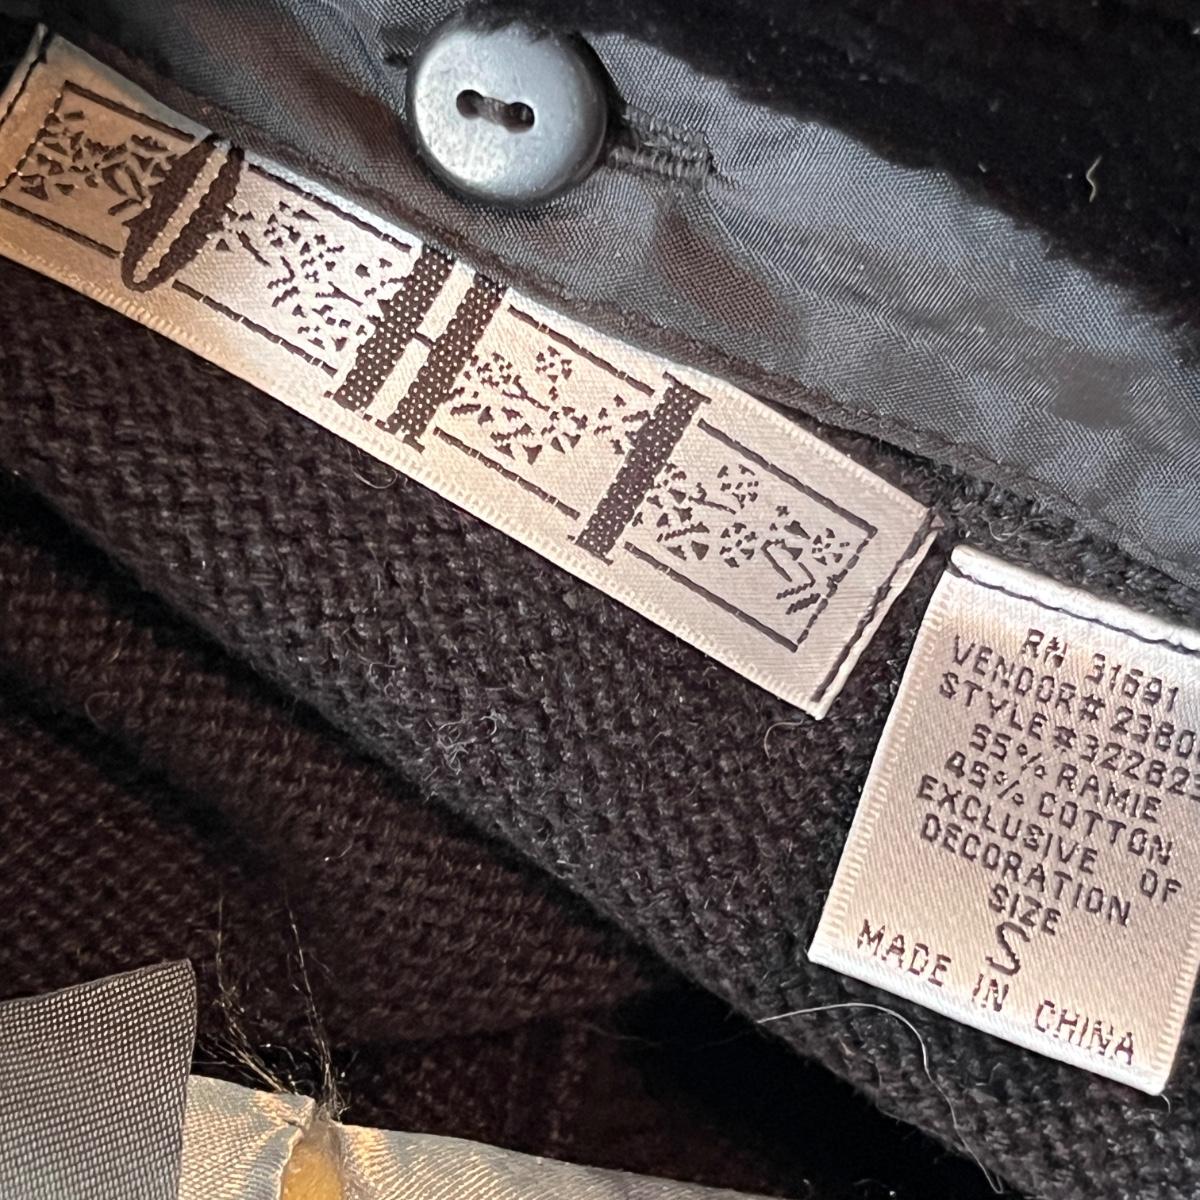 RN 31691
VENDOR# 2380
STYLE #32282
55% RAMIE
45% COTTON
EXCLUSIVE OF
DECORATION
SIZE
S
MADE IN CHINA